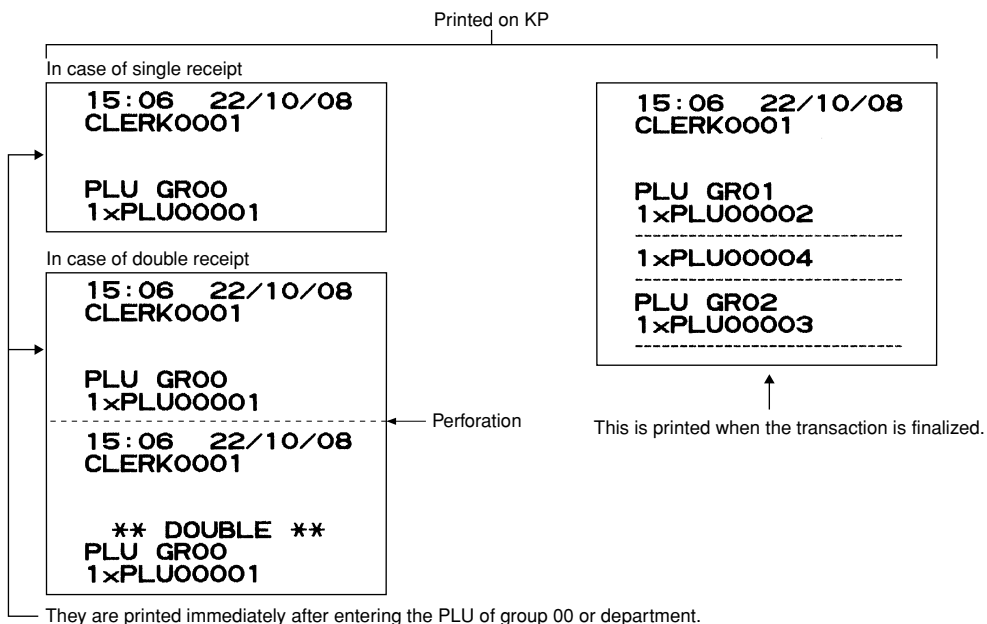 Printed on KP
In case of single receipt
15:06 22/10/08
CLERK0001
PLU GR00
1xPLU00001
In case of double receipt
15:06 22/10/08
CLERK0001
PLU GR00
1xPLU00001
Perforation
15:06 22/10/08
CLERK0001
** DOUBLE **
PLU GR00
1xPLU00001
They are printed immediately after entering the PLU of group 00 or department.
15:06 22/10/08
CLERK0001
PLU GR01
1xPLU00002
1xPLU00004
PLU GR02
1xPLU00003
This is printed when the transaction is finalized.